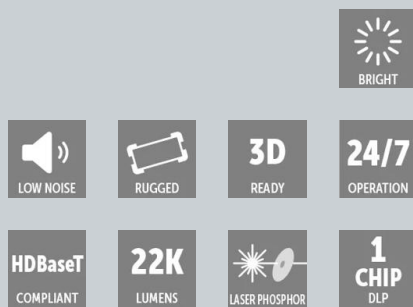 BRIGHT
LOW NOISE
RUGGED
3D
READY
24/7
OPERATION
HDBaseT
COMPLIANT
22K
LUMENS
LASER PHOSPHOR
1
CHIP
DLP